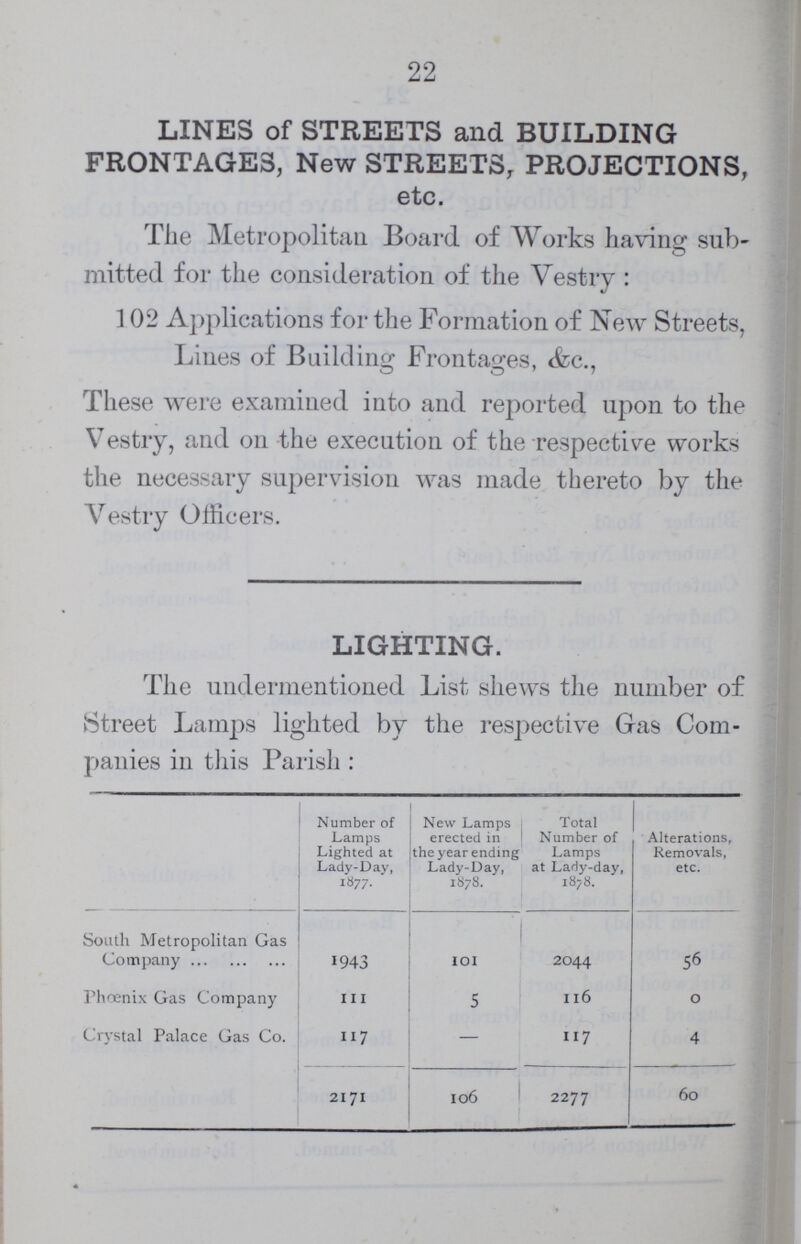 22
LINES of STREETS and BUILDING
FRONTAGES, New STREETS, PROJECTIONS,
etc.
The Metropolitan Board of Works having sub-
mitted for the consideration of the Vestry :
102 Applications for the Formation of New Streets,
Lines of Building Frontages, &c.,
These were examined into and reported upon to the
Vestry, and on the execution of the respective works
the necessary supervision was made thereto by the
Vestry Officers.
LIGHTING.
The undermentioned List shews the number of
Street Lamps lighted by the respective Gas Com-
panies in this Parish :
Number of Lamps Lighted at Lady-Day, 1877. New Lamps erected in the year ending Lady-Day, 1878. Total Number of Lamps at Lady-day, 1878. Alterations, Removals, etc.
South Metropolitan Gas
Company ... ... ... 1943 101 2044 56
Phœnix Gas Company 111 5 116 0
Crystal Palace Gas Co. 117 — 117 4
2171 106 2277 60